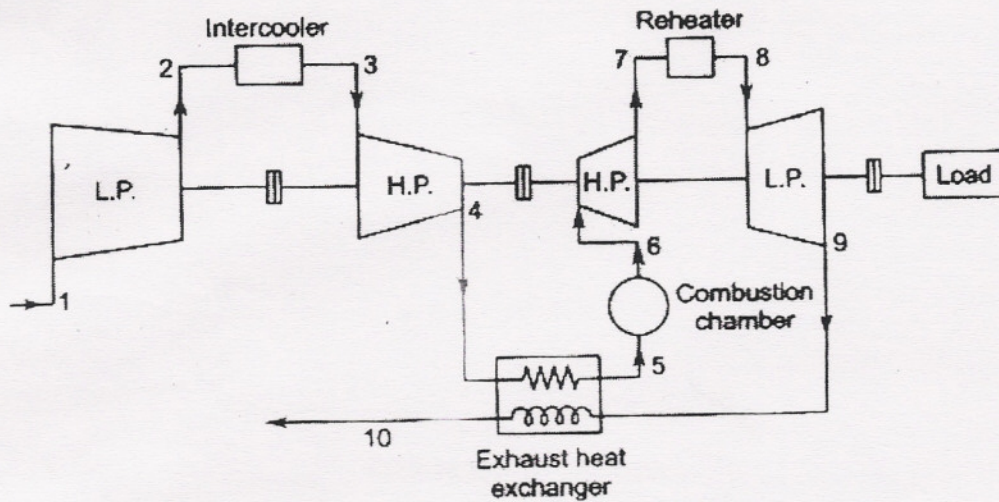 Intercooler
Reheater
2
3
7
8
L.P.
H.P.
H.P.
L.P.
Load
4
6
9
1
Combustion
chamber
5
10
Exhaust heat
exchanger